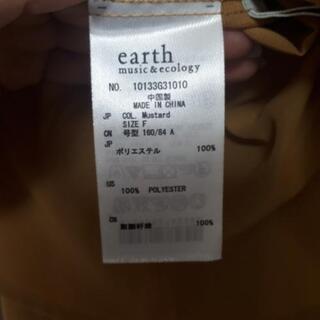 earth
music & ecology
NO. 10133G31010
中国製
MADE IN CHINA
JP COL. Mustard
SIZE F
CN 号型 160/84 A
JP
ポリエステル 100%
US
100% POLYESTER
CN
100%